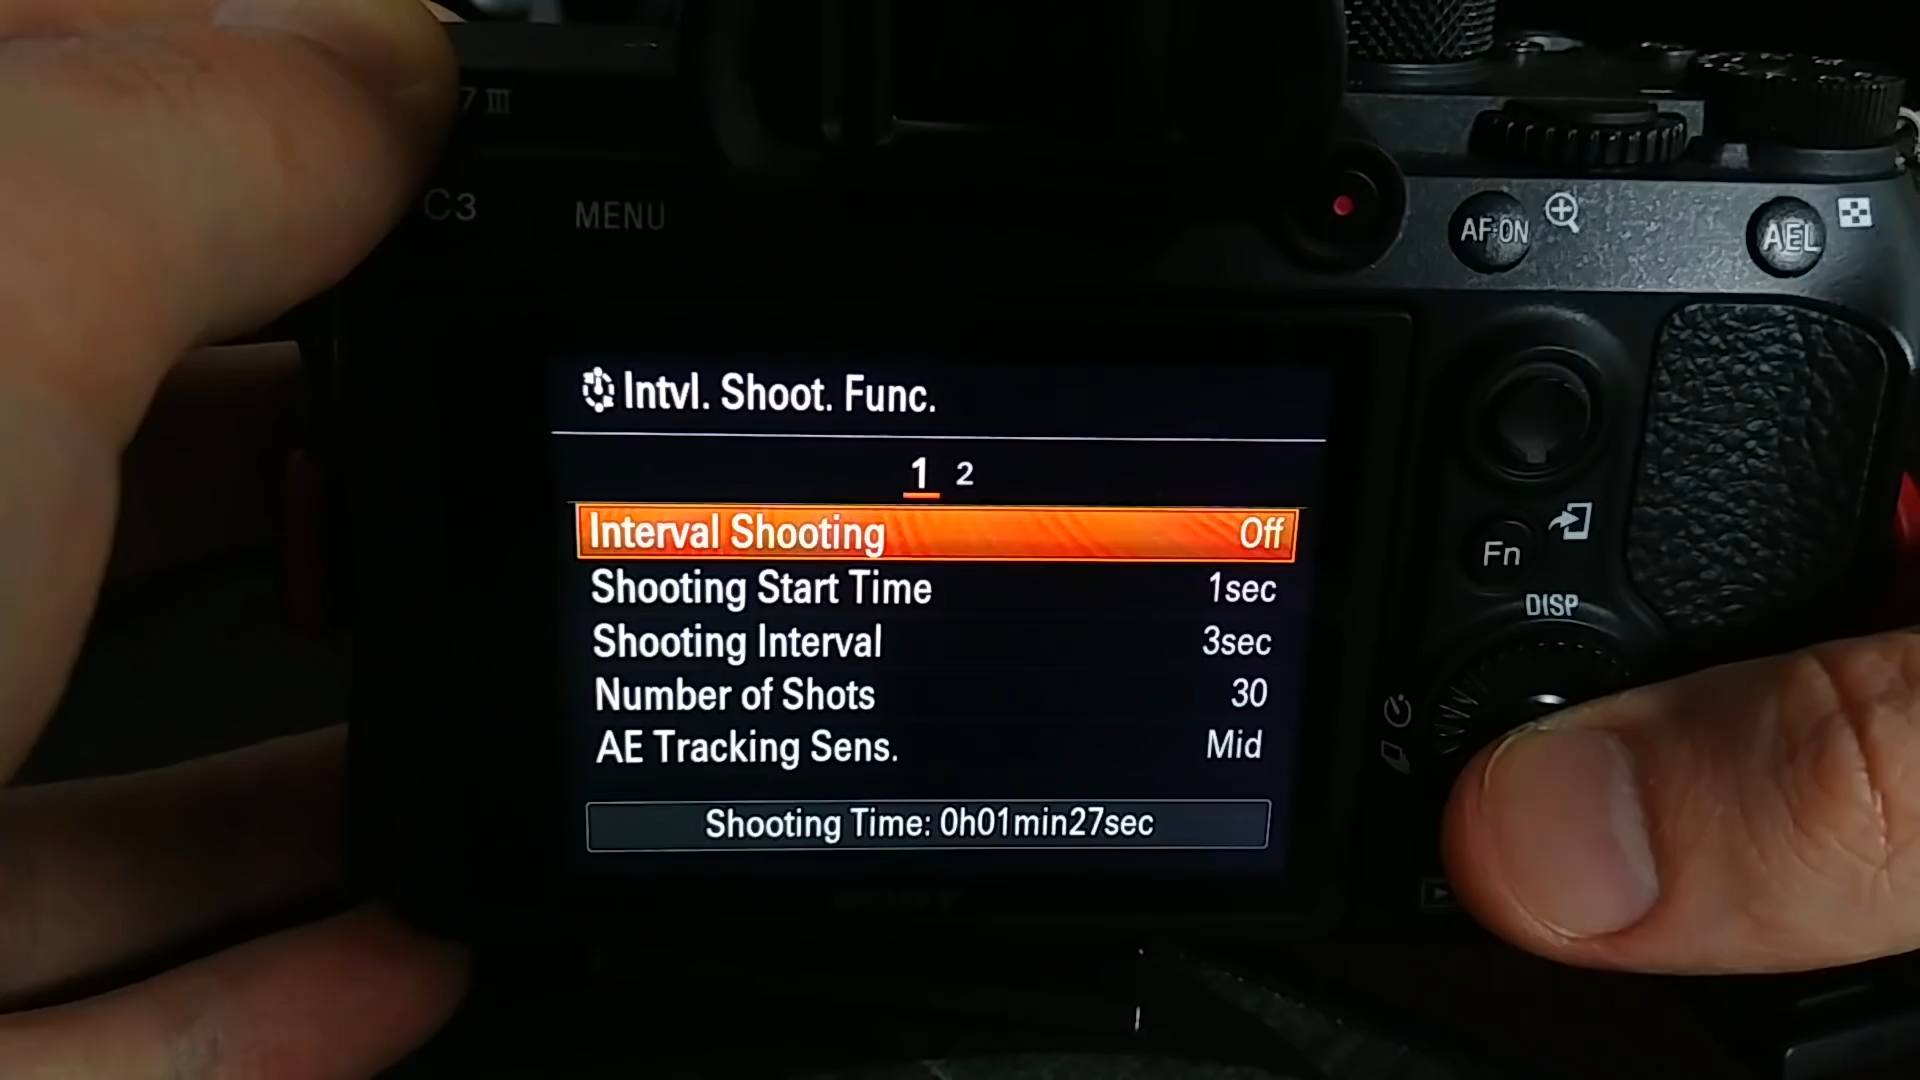 7 III
C3
MENU
AF-ON
AEL
Intvl. Shoot. Func.
1 2
Interval Shooting Off
Shooting Start Time 1sec
Shooting Interval 3sec
Number of Shots 30
AE Tracking Sens. Mid
Shooting Time: 0h01min27sec
Fn
DISP